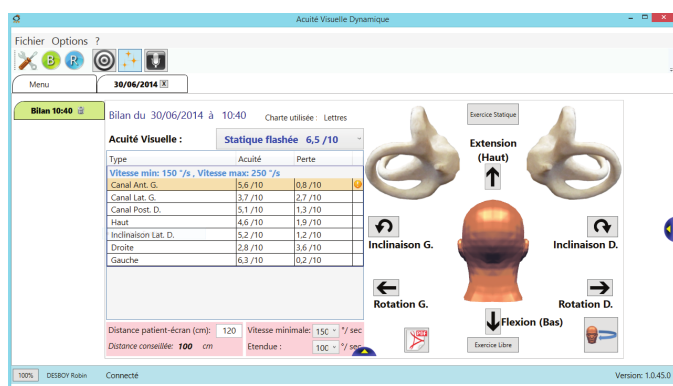 Acuité Visuelle Dynamique
Fichier Options ?
B R
Menu 30/06/2014 X
Bilan 10:40
Bilan du 30/06/2014 à 10:40 Charte utilisée : Lettres
Acuité Visuelle : Statique flashée 6,5 /10
Type Acuité Perte
Vitesse min: 150 °/s , Vitesse max: 250 °/s
Canal Ant. G. 5,6 /10 0,8 /10
Canal Lat. G. 3,7 /10 2,7 /10
Canal Post. D. 5,1 /10 1,3 /10
Haut 4,6 /10 1,9 /10
Inclinaison Lat. D. 5,2 /10 1,2 /10
Droite 2,8 /10 3,6 /10
Gauche 6,3 /10 0,2 /10
Distance patient-écran (cm): 120 Vitesse minimale: 150 °/ sec
Distance conseillée: 100 cm Etendue : 100 °/ sec
Exercice Statique
Extension
(Haut)
Inclinaison G. Inclinaison D.
Rotation G. Rotation D.
Flexion (Bas)
Exercice Libre
100% DESBOY Robin Connecté Version: 1.0.45.0